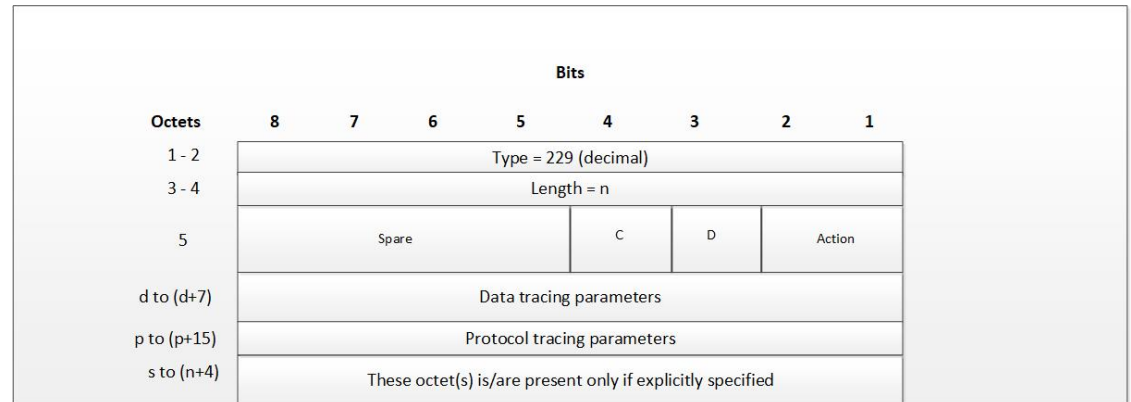 Bits
Octets 8 7 6 5 4 3 2 1
1 - 2 Type = 229 (decimal)
3 - 4 Length = n
5 Spare C D Action
d to (d+7) Data tracing parameters
p to (p+15) Protocol tracing parameters
s to (n+4) These octet(s) is/are present only if explicitly specified